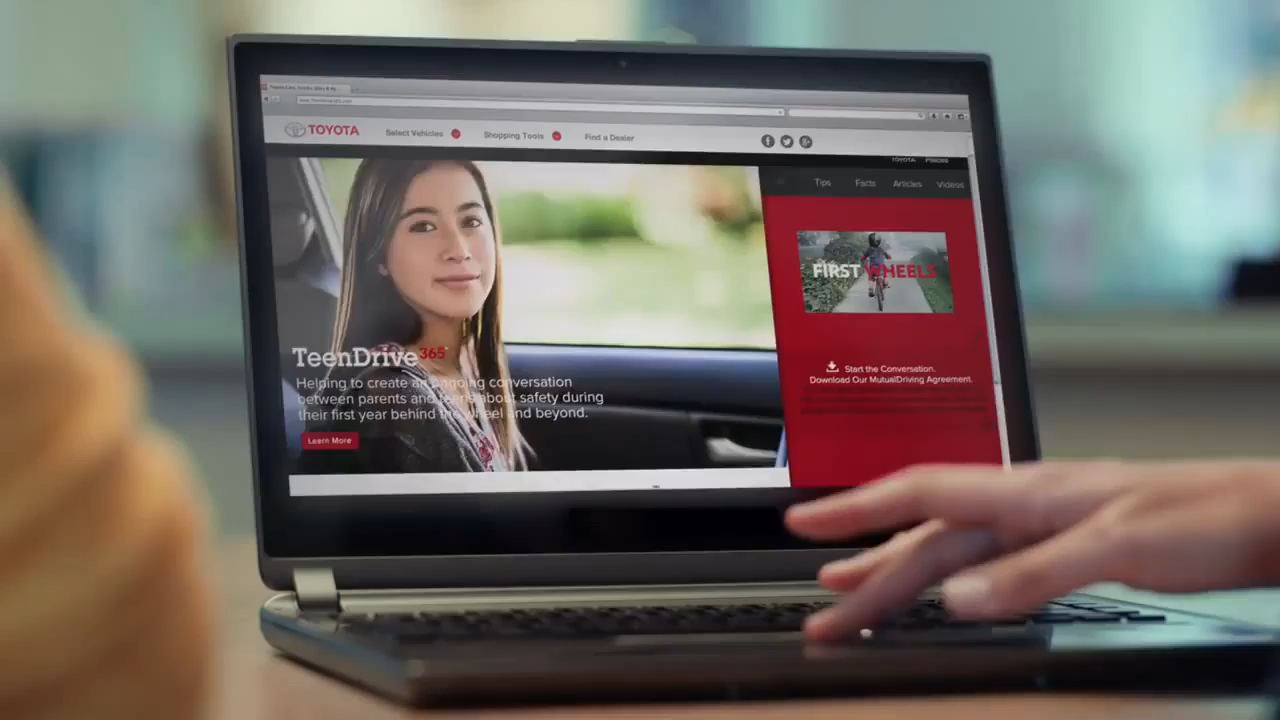 TOYOTA
Select Vehicles
Shopping Tools
Find a Dealer
TOYOTA
Tips
Facts
Articles
Videos
FIRST WHEELS
TeenDrive365
Helping to create an ongoing conversation
between parents and teens about safety during
their first year behind the wheel and beyond.
Learn More
Start the Conversation.
Download Our MutualDriving Agreement.